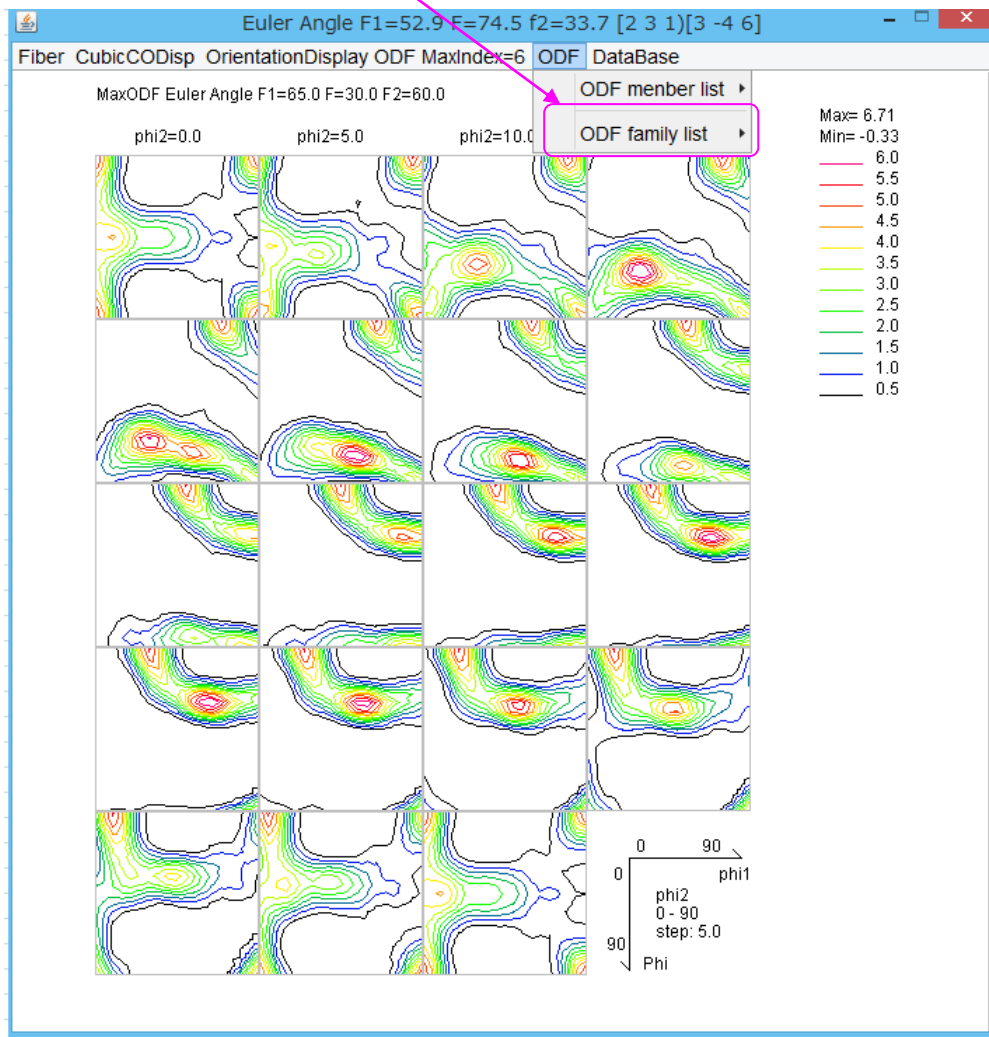 Euler Angle F1=52.9 F=74.5 f2=33.7 [2 3 1)[3 -4 6]
Fiber CubicCODisp OrientationDisplay ODF MaxIndex=6 ODF DataBase
ODF menber list
ODF family list
MaxODF Euler Angle F1=65.0 F=30.0 F2=60.0
phi2=0.0 phi2=5.0 phi2=10.0
Max= 6.71
Min= -0.33
6.0
5.5
5.0
4.5
4.0
3.5
3.0
2.5
2.0
1.5
1.0
0.5
0 90
0 phi1
phi2
0 - 90
step: 5.0
90
Phi